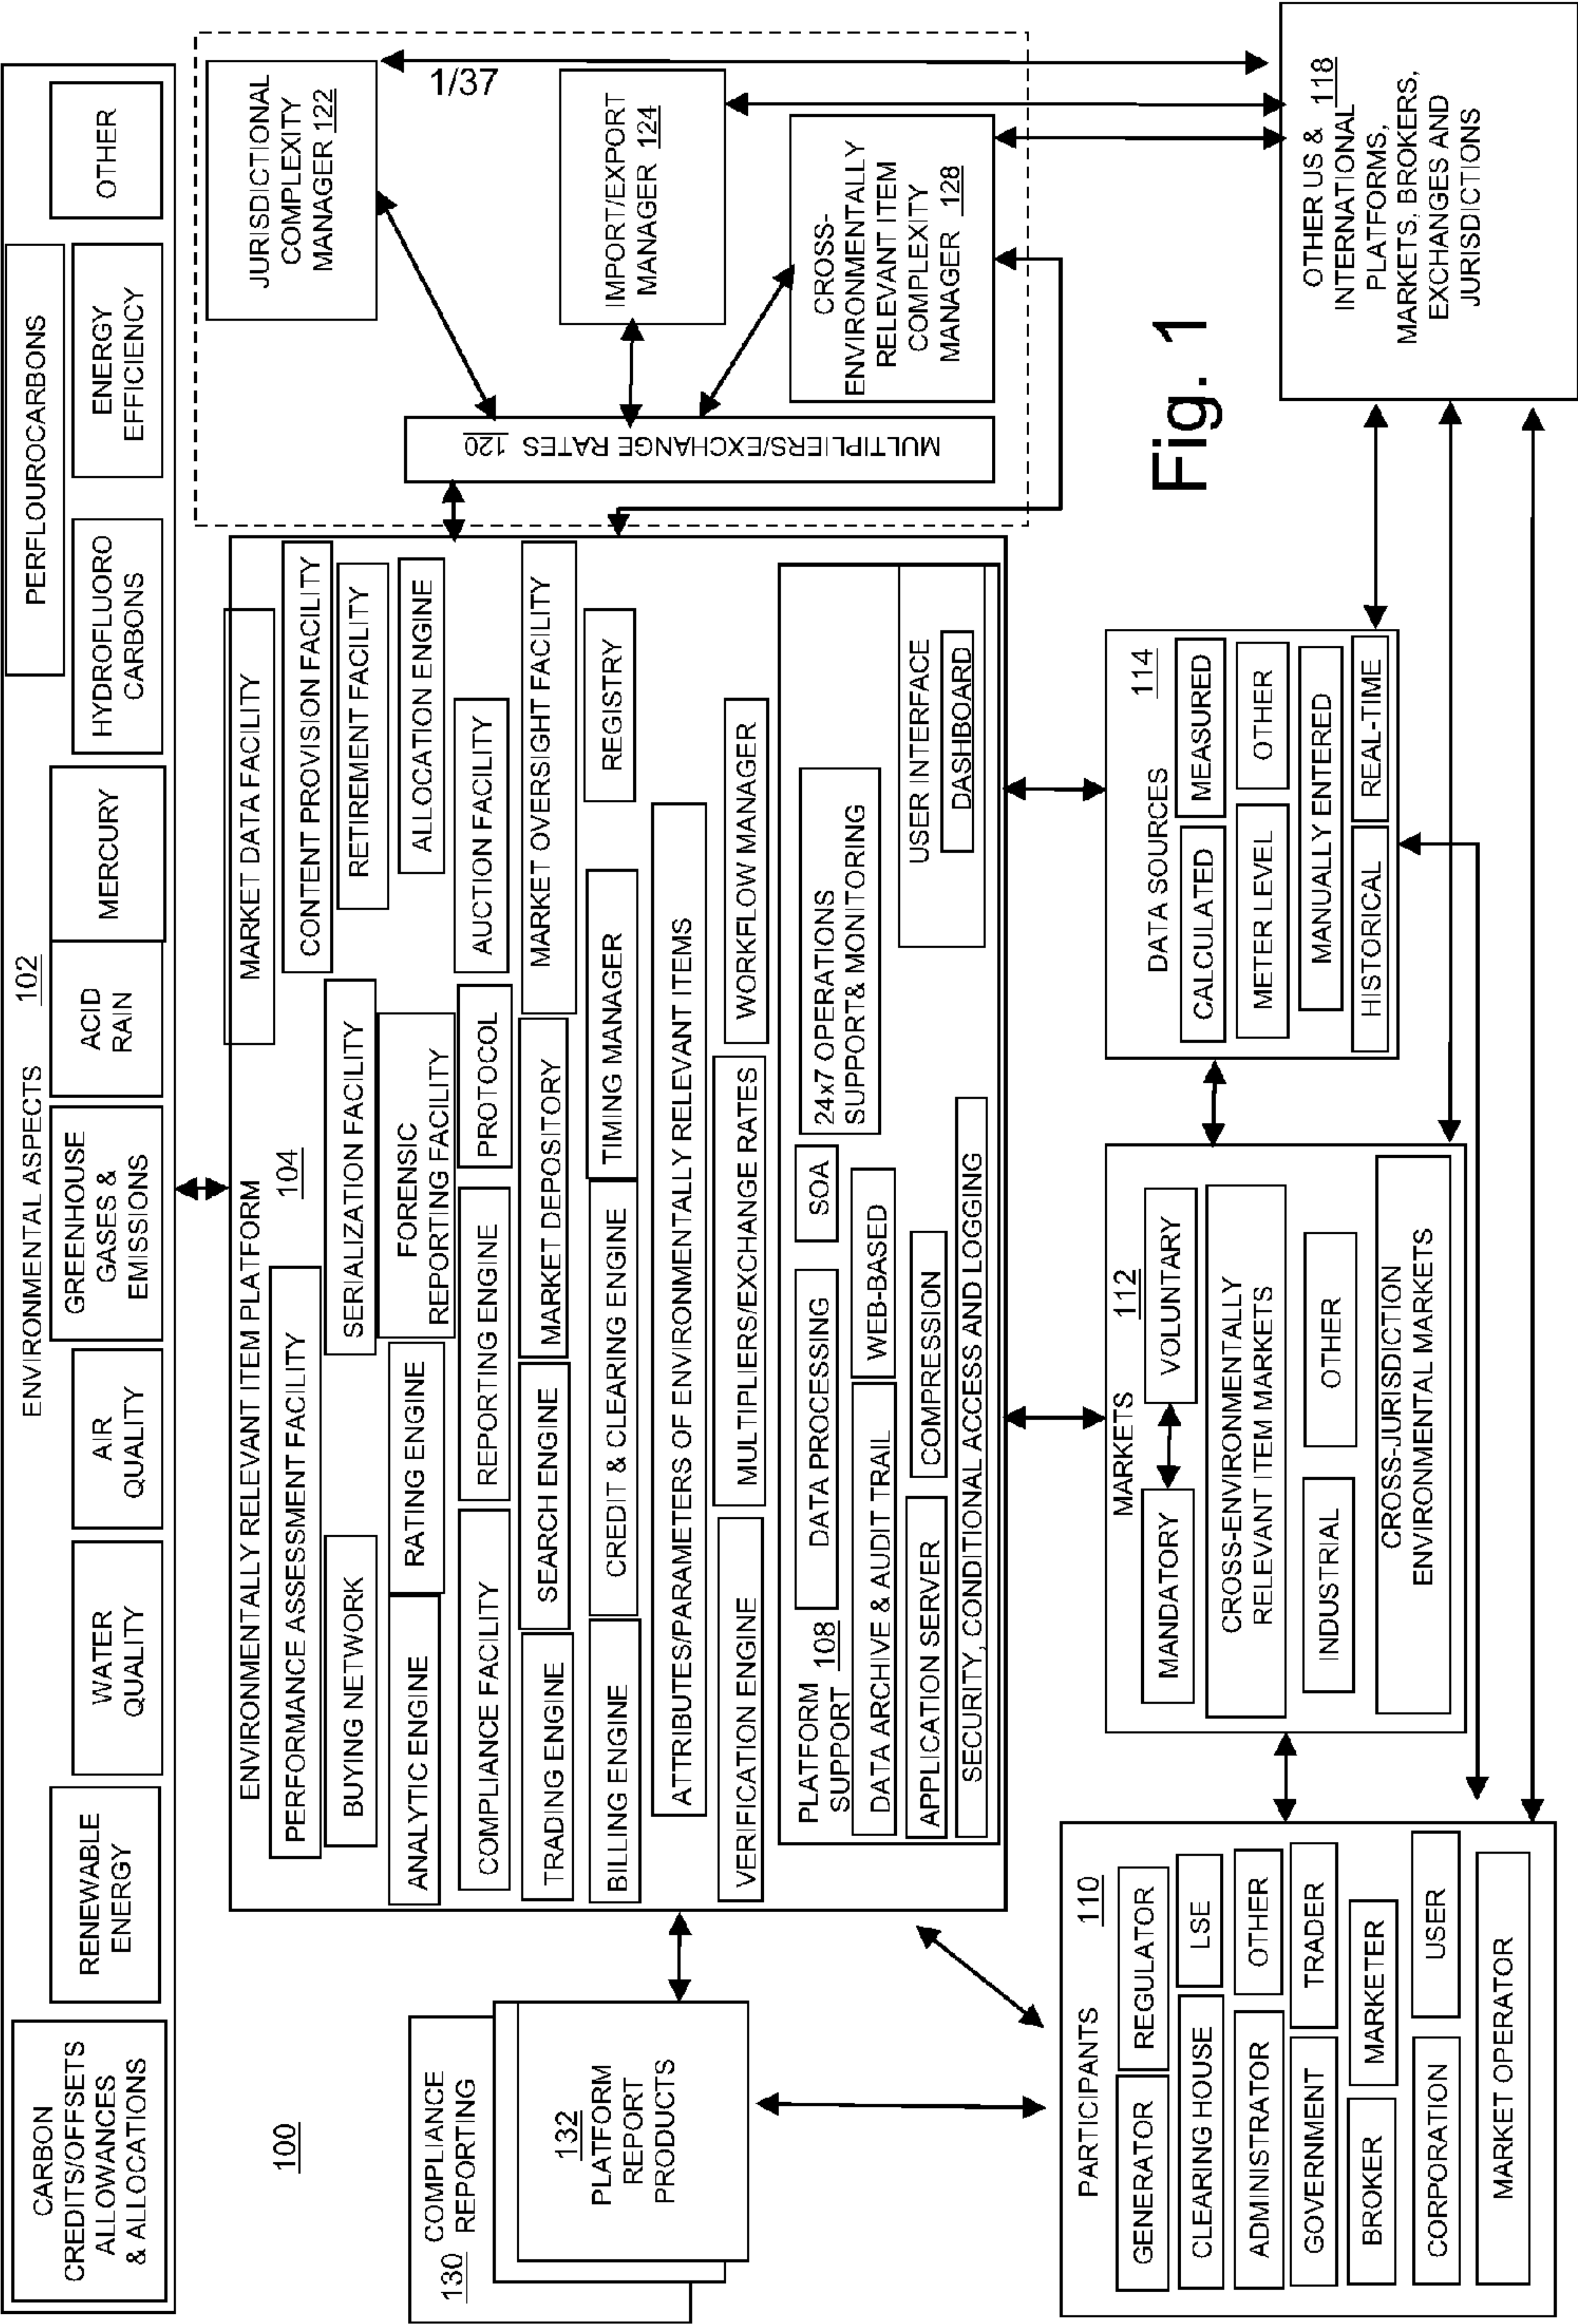 ENVIRONMENTAL ASPECTS 102
CARBON
CREDITS/OFFSETS
ALLOWANCES
& ALLOCATIONS
RENEWABLE
ENERGY
WATER
QUALITY
AIR
QUALITY
GREENHOUSE
GASES &
EMISSIONS
ACID
RAIN
MERCURY
HYDROFLUORO
CARBONS
PERFLOUROCARBONS
ENERGY
EFFICIENCY
OTHER
100
130 COMPLIANCE
REPORTING
132
PLATFORM
REPORT
PRODUCTS
ENVIRONMENTALLY RELEVANT ITEM PLATFORM
104
MARKET DATA FACILITY
PERFORMANCE ASSESSMENT FACILITY
CONTENT PROVISION FACILITY
BUYING NETWORK
SERIALIZATION FACILITY
RETIREMENT FACILITY
ANALYTIC ENGINE
RATING ENGINE
FORENSIC
REPORTING FACILITY
ALLOCATION ENGINE
COMPLIANCE FACILITY
REPORTING ENGINE
PROTOCOL
AUCTION FACILITY
TRADING ENGINE
SEARCH ENGINE
MARKET DEPOSITORY
MARKET OVERSIGHT FACILITY
BILLING ENGINE
CREDIT & CLEARING ENGINE
TIMING MANAGER
REGISTRY
ATTRIBUTES/PARAMETERS OF ENVIRONMENTALLY RELEVANT ITEMS
VERIFICATION ENGINE
MULTIPLIERS/EXCHANGE RATES
WORKFLOW MANAGER
PLATFORM
SUPPORT 108
DATA PROCESSING
SOA
24x7 OPERATIONS
SUPPORT& MONITORING
DATA ARCHIVE & AUDIT TRAIL
WEB-BASED
USER INTERFACE
DASHBOARD
APPLICATION SERVER
COMPRESSION
SECURITY, CONDITIONAL ACCESS AND LOGGING
MULTIPLIERS/EXCHANGE RATES 120
JURISDICTIONAL
COMPLEXITY
MANAGER 122
1/37
IMPORT/EXPORT
MANAGER 124
CROSS-
ENVIRONMENTALLY
RELEVANT ITEM
COMPLEXITY
MANAGER 128
PARTICIPANTS 110
GENERATOR
REGULATOR
CLEARING HOUSE
LSE
ADMINISTRATOR
OTHER
GOVERNMENT
TRADER
BROKER
MARKETER
CORPORATION
USER
MARKET OPERATOR
MARKETS 112
MANDATORY
VOLUNTARY
CROSS-ENVIRONMENTALLY
RELEVANT ITEM MARKETS
INDUSTRIAL
OTHER
CROSS-JURISDICTION
ENVIRONMENTAL MARKETS
DATA SOURCES 114
CALCULATED
MEASURED
METER LEVEL
OTHER
MANUALLY ENTERED
HISTORICAL
REAL-TIME
Fig. 1
OTHER US & 118
INTERNATIONAL
PLATFORMS,
MARKETS, BROKERS,
EXCHANGES AND
JURISDICTIONS